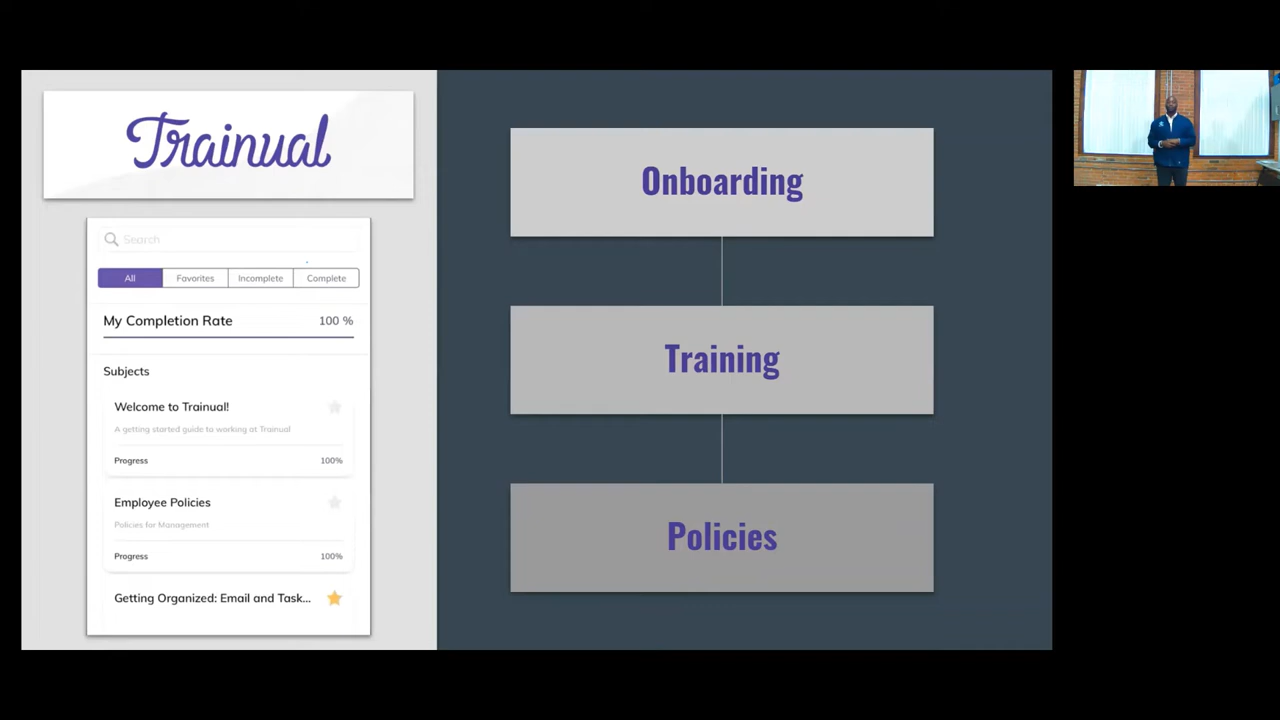 Trainual
Search
All Favorites Incomplete Complete
My Completion Rate 100 %
Subjects
Welcome to Trainual!
A getting started guide to working at Trainual
Progress 100%
Employee Policies
Policies for Management
Progress 100%
Getting Organized: Email and Task...
Onboarding
Training
Policies